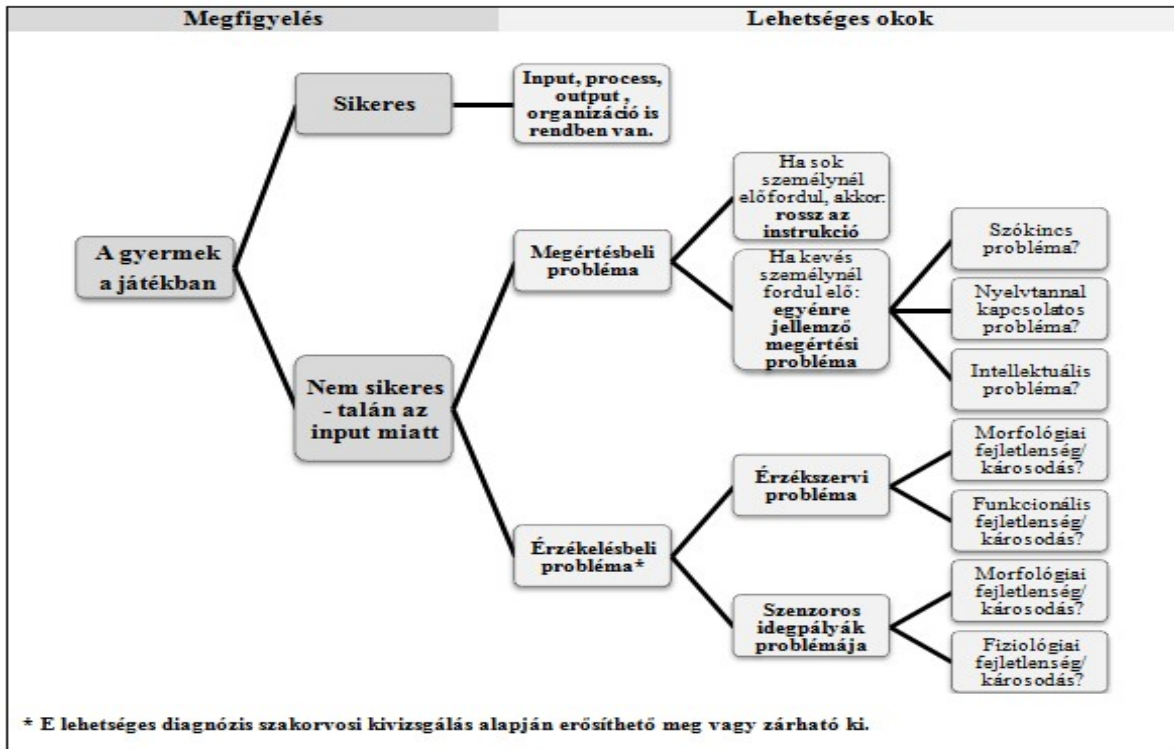 Megfigyelés
Lehetséges okok
A gyermek
a játékban
Sikeres
Input, process,
output ,
organizáció is
rendben van.
Nem sikeres
- talán az
input miatt
Megértésbeli
probléma
Ha sok
személynél
előfordul, akkor:
rossz az
instrukció
Ha kevés
személynél
fordul elő:
egyénre
jellemző
megértési
probléma
Szókincs
probléma?
Nyelvtannal
kapcsolatos
probléma?
Intellektuális
probléma?
Érzékelésbeli
probléma*
Érzékszervi
probléma
Morfológiai
fejletlenség/
károsodás?
Funkcionális
fejletlenség/
károsodás?
Szenzoros
idegpályák
problémája
Morfológiai
fejletlenség/
károsodás?
Fiziológiai
fejletlenség/
károsodás?
* E lehetséges diagnózis szakorvosi kivizsgálás alapján erősíthető meg vagy zárható ki.